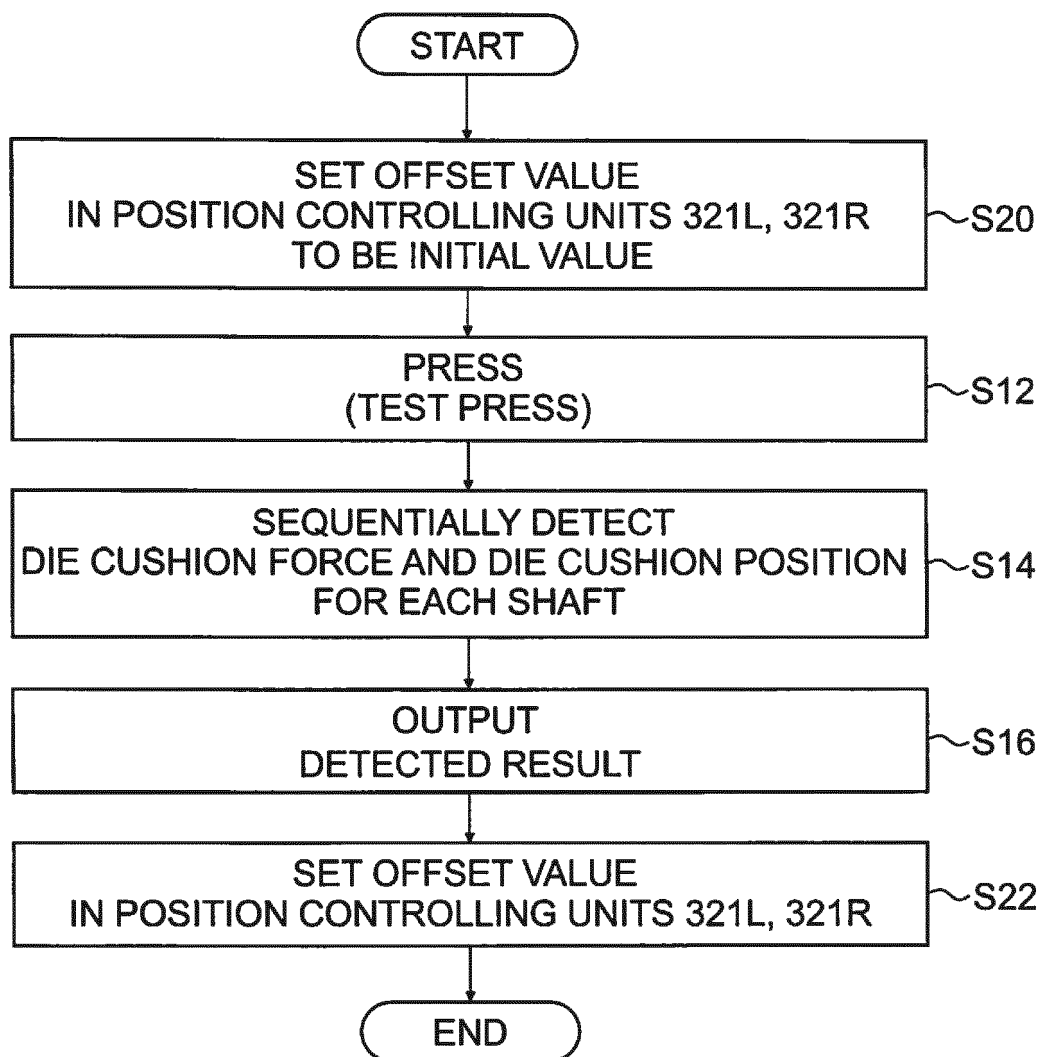 START
SET OFFSET VALUE
IN POSITION CONTROLLING UNITS 321L, 321R
TO BE INITIAL VALUE
S20
PRESS
(TEST PRESS)
S12
SEQUENTIALLY DETECT
DIE CUSHION FORCE AND DIE CUSHION POSITION
FOR EACH SHAFT
S14
OUTPUT
DETECTED RESULT
S16
SET OFFSET VALUE
IN POSITION CONTROLLING UNITS 321L, 321R
S22
END